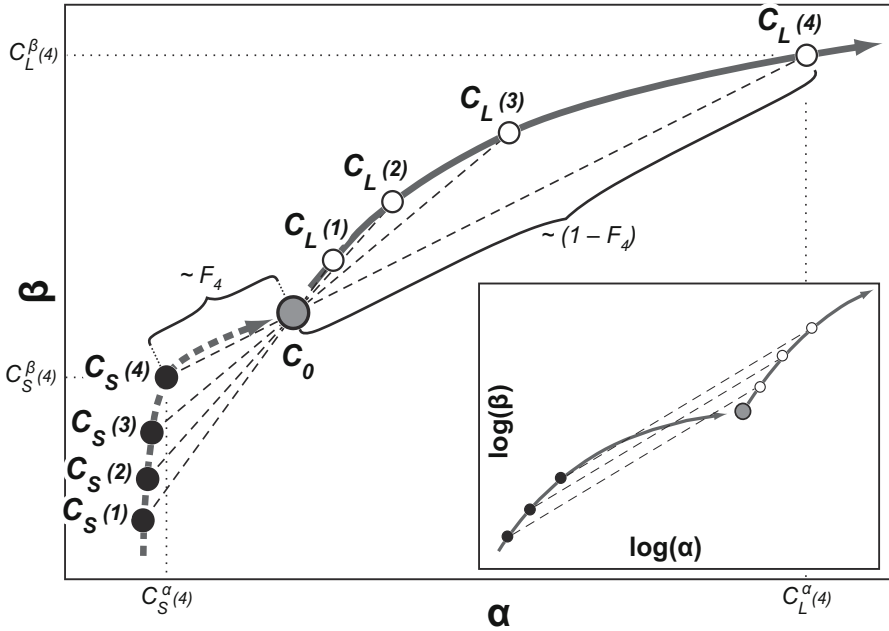 C_L^β(4)
C_L (4)
C_L (3)
C_L (2)
C_L (1)
~ (1 – F_4)
~ F_4
β
C_0
C_S^β(4)
C_S (4)
C_S (3)
C_S (2)
C_S (1)
log(β)
log(α)
C_S^α(4)
α
C_L^α(4)